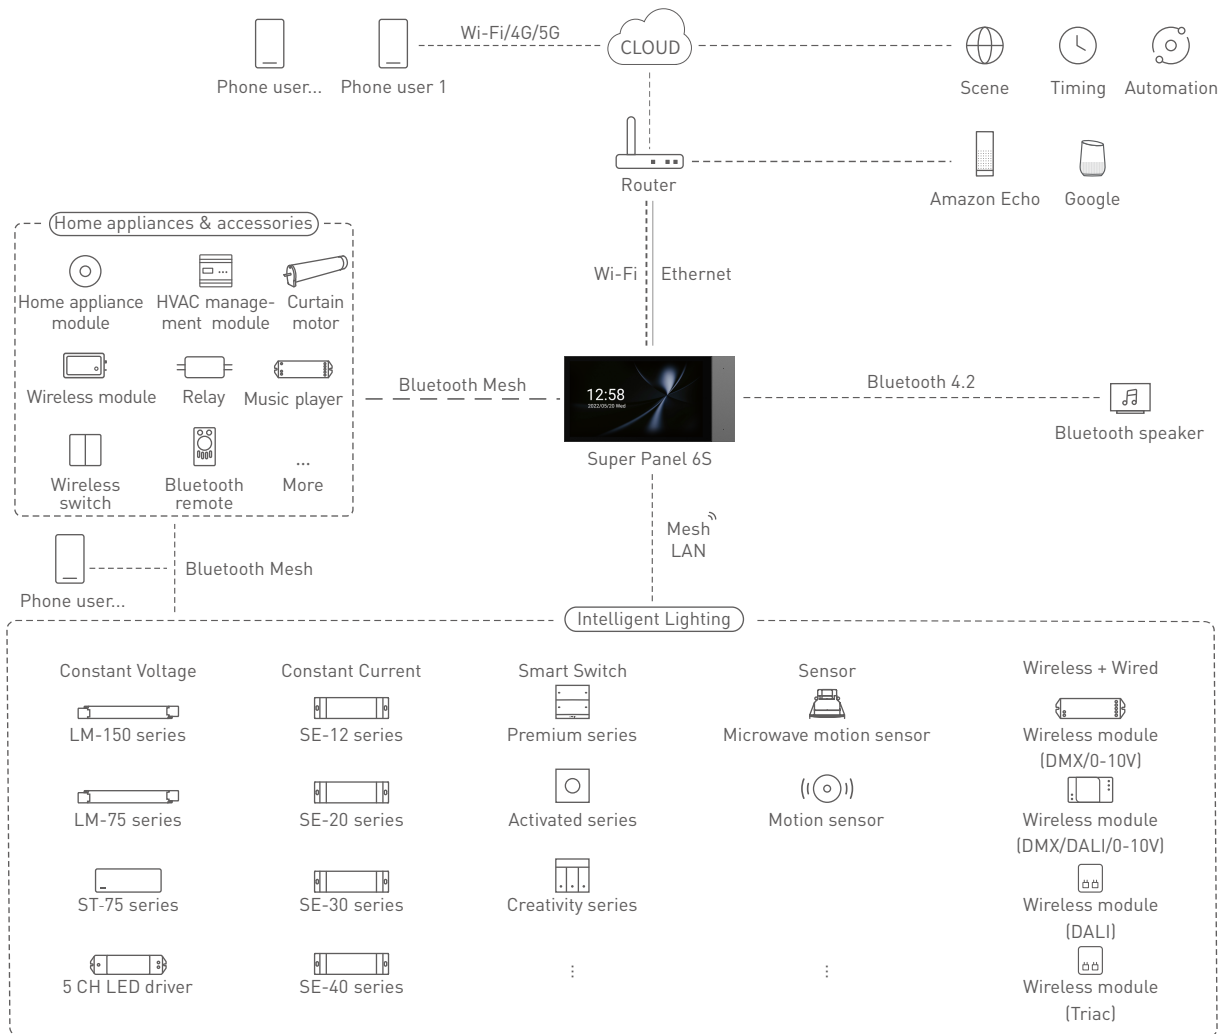 Wi-Fi/4G/5G
CLOUD
Phone user...
Phone user 1
Scene
Timing
Automation
Router
Amazon Echo
Google
Home appliances & accessories
Home appliance
module
HVAC manage-
ment module
Curtain
motor
Wireless module
Relay
Music player
Wireless
switch
Bluetooth
remote
...
More
Wi-Fi
Ethernet
Bluetooth Mesh
12:58
2022/05/20 Wed
Super Panel 6S
Bluetooth 4.2
Bluetooth speaker
Mesh
LAN
Phone user...
Bluetooth Mesh
Intelligent Lighting
Constant Voltage
LM-150 series
LM-75 series
ST-75 series
5 CH LED driver
Constant Current
SE-12 series
SE-20 series
SE-30 series
SE-40 series
Smart Switch
Premium series
Activated series
Creativity series
⋮
Sensor
Microwave motion sensor
Motion sensor
⋮
Wireless + Wired
Wireless module
(DMX/0-10V)
Wireless module
(DMX/DALI/0-10V)
Wireless module
(DALI)
Wireless module
(Triac)